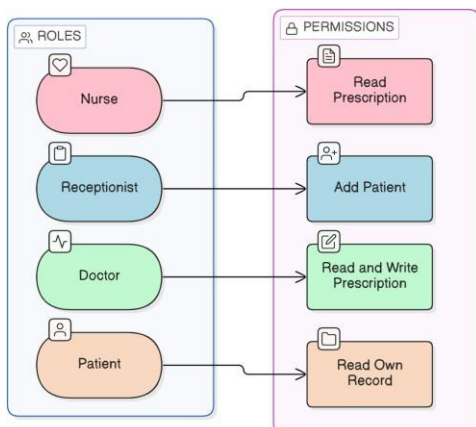 ROLES
PERMISSIONS
Nurse
Read
Prescription
Receptionist
Add Patient
Doctor
Read and Write
Prescription
Patient
Read Own
Record